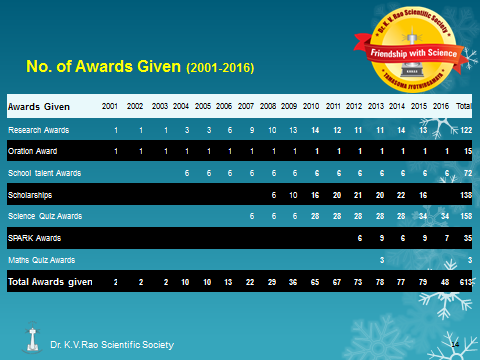 Dr. K.V. Rao Scientific Society
Friendship with Science
TAMASOMA JYOTHIRGAMAYA
No. of Awards Given (2001-2016)
Awards Given 2001 2002 2003 2004 2005 2006 2007 2008 2009 2010 2011 2012 2013 2014 2015 2016 Total
Research Awards 1 1 1 3 3 6 9 10 13 14 12 11 11 14 13 122
Oration Award 1 1 1 1 1 1 1 1 1 1 1 1 1 1 1 1 15
School talent Awards 6 6 6 6 6 6 6 6 6 6 6 6 6 72
Scholarships 6 10 16 20 21 20 22 16 138
Science Quiz Awards 6 6 6 28 28 28 28 28 34 34 158
SPARK Awards 6 9 6 9 7 35
Maths Quiz Awards 3 3
Total Awards given 2 2 2 10 10 13 22 29 36 65 67 73 78 77 79 48 613
Dr. K.V.Rao Scientific Society